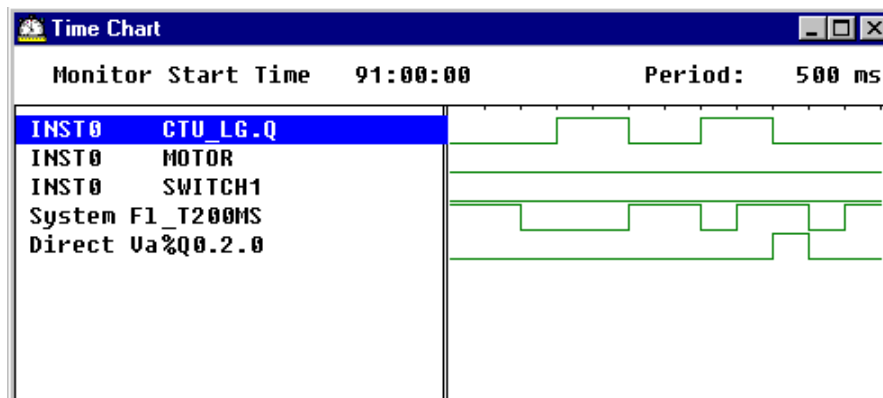 Time Chart
Monitor Start Time 91:00:00 Period: 500 ms
INST0 CTU_LG.Q
INST0 MOTOR
INST0 SWITCH1
System Fl_T200MS
Direct Va%Q0.2.0